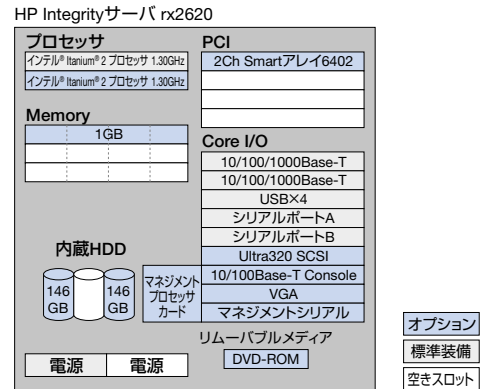 HP Integrityサーバ rx2620
プロセッサ
インテル® Itanium® 2 プロセッサ 1.30GHz
インテル® Itanium® 2 プロセッサ 1.30GHz
Memory
1GB
内蔵HDD
146
GB
146
GB
電源
電源
PCI
2Ch Smartアレイ6402
Core I/O
10/100/1000Base-T
10/100/1000Base-T
USB×4
シリアルポートA
シリアルポートB
Ultra320 SCSI
マネジメント
プロセッサ
カード
10/100Base-T Console
VGA
マネジメントシリアル
リムーバブルメディア
DVD-ROM
オプション
標準装備
空きスロット